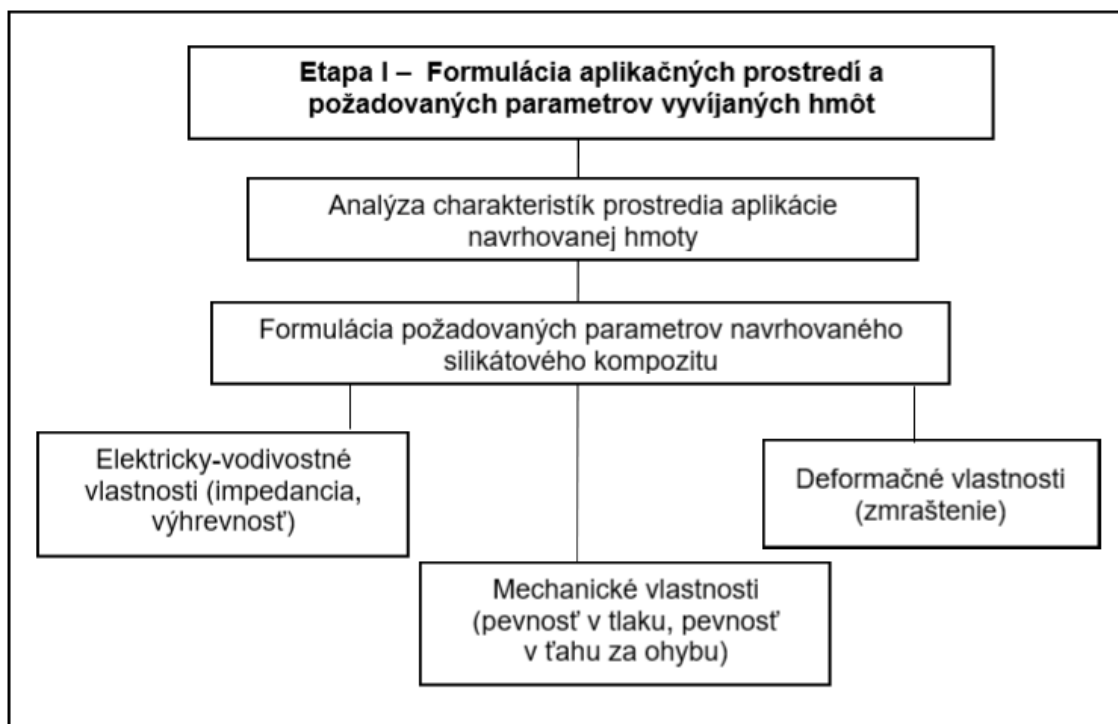 Etapa I – Formulácia aplikačných prostredí a
požadovaných parametrov vyvíjaných hmôt
Analýza charakteristík prostredia aplikácie
navrhovanej hmoty
Formulácia požadovaných parametrov navrhovaného
silikátového kompozitu
Elektricky-vodivostné
vlastnosti (impedancia,
výhrevnosť)
Mechanické vlastnosti
(pevnosť v tlaku, pevnosť
v ťahu za ohybu)
Deformačné vlastnosti
(zmraštenie)